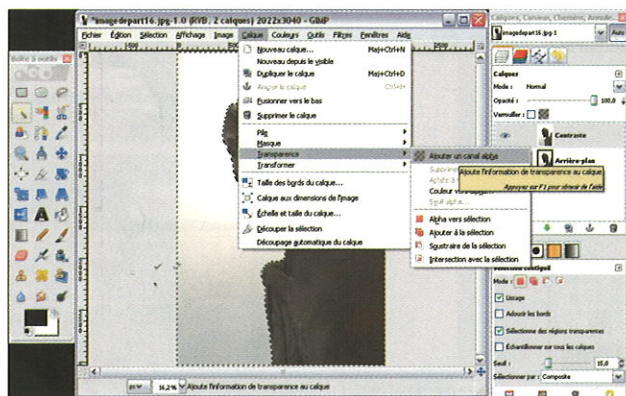 *imagedepart16.jpg-1.0 (RVB, 2 calques) 2022x3040 - GIMP
Fichier Édition Sélection Affichage Image Calque Couleurs Outils Filtres Fenêtres Aide
Boîte à outils
Nouveau calque... Maj+Ctrl+N
Nouveau depuis le visible
Dupliquer le calque Maj+Ctrl+D
Ancrer le calque Ctrl+H
Fusionner vers le bas
Supprimer le calque
Pile
Masque
Transparence
Transformer
Taille des bords du calque...
Calque aux dimensions de l'image
Échelle et taille du calque...
Découper la sélection
Découpage automatique du calque
Ajouter un canal alpha
Ajoute l'information de transparence au calque
Appuyez sur F1 pour obtenir de l'aide
Couleur vers
Seuil alpha...
Alpha vers sélection
Ajouter à la sélection
Soustraire de la sélection
Intersection avec la sélection
px 16,2% Ajoute l'information de transparence au calque
Calques, Canaux, Chemins, Annule...
imagedepart16.jpg-1 Auto
Calques
Mode : Normal
Opacité : 100,0
Verrouiller :
Contraste
Arrière-plan
Sélection contiguë
Mode :
Lissage
Adoucir les bords
Sélectionne des régions transparentes
Échantillonner sur tous les calques
Seuil : 15,0
Sélectionner par : Composite